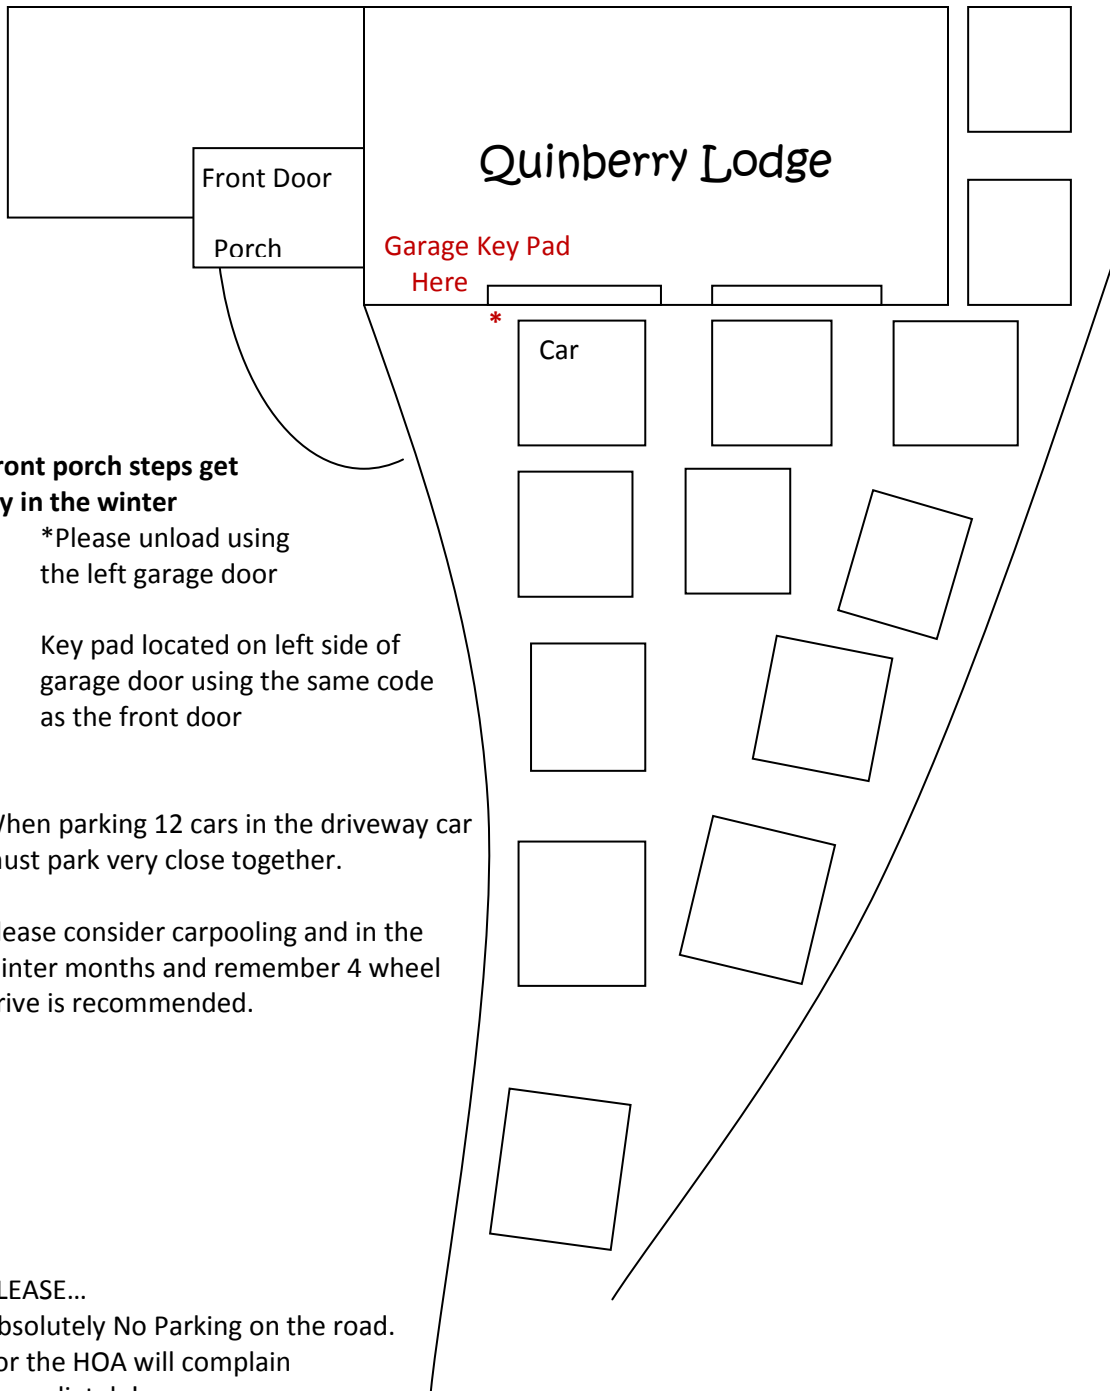 Quinberry Lodge
Front Door
Porch
Garage Key Pad
Here
*
Car
ront porch steps get
y in the winter
*Please unload using
the left garage door
Key pad located on left side of
garage door using the same code
as the front door
hen parking 12 cars in the driveway car
ust park very close together.
lease consider carpooling and in the
inter months and remember 4 wheel
rive is recommended.
LEASE…
bsolutely No Parking on the road.
or the HOA will complain